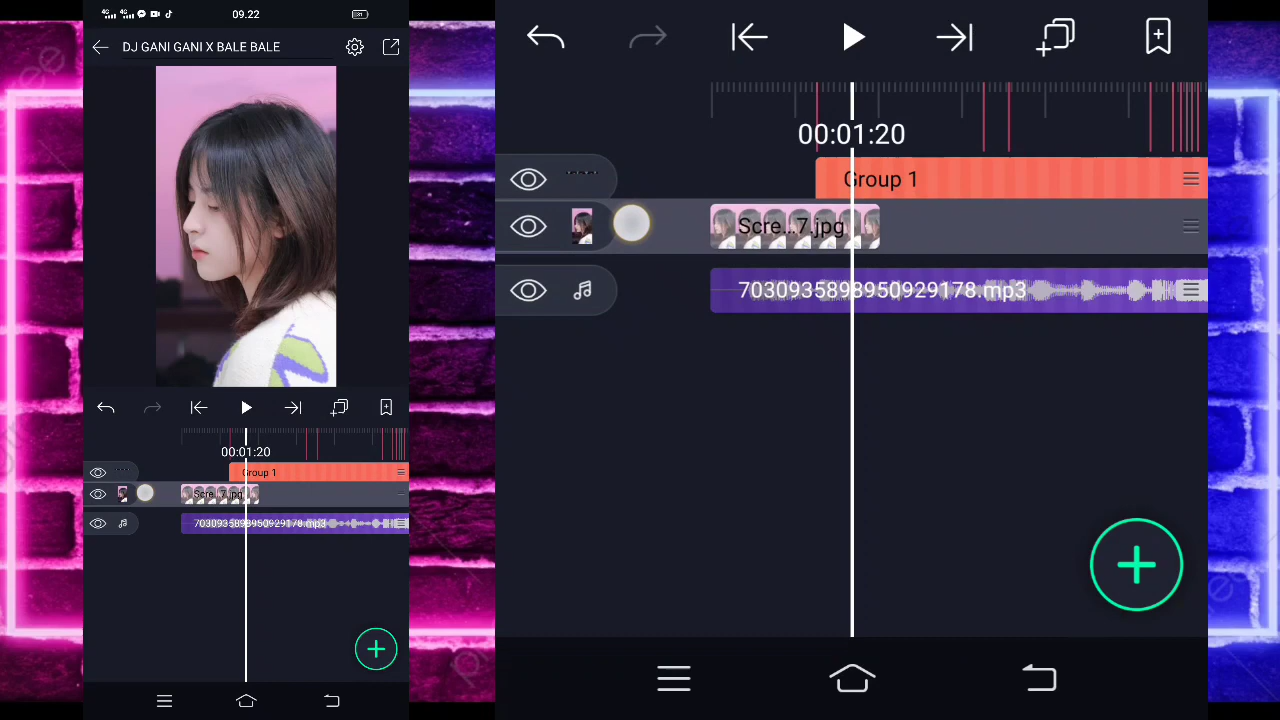 09.22
DJ GANI GANI X BALE BALE
00:01:20
Group 1
Scre...7.jpg
7030935898950929178.mp3
00:01:20
Group 1
Scre...7.jpg
7030935898950929178.mp3